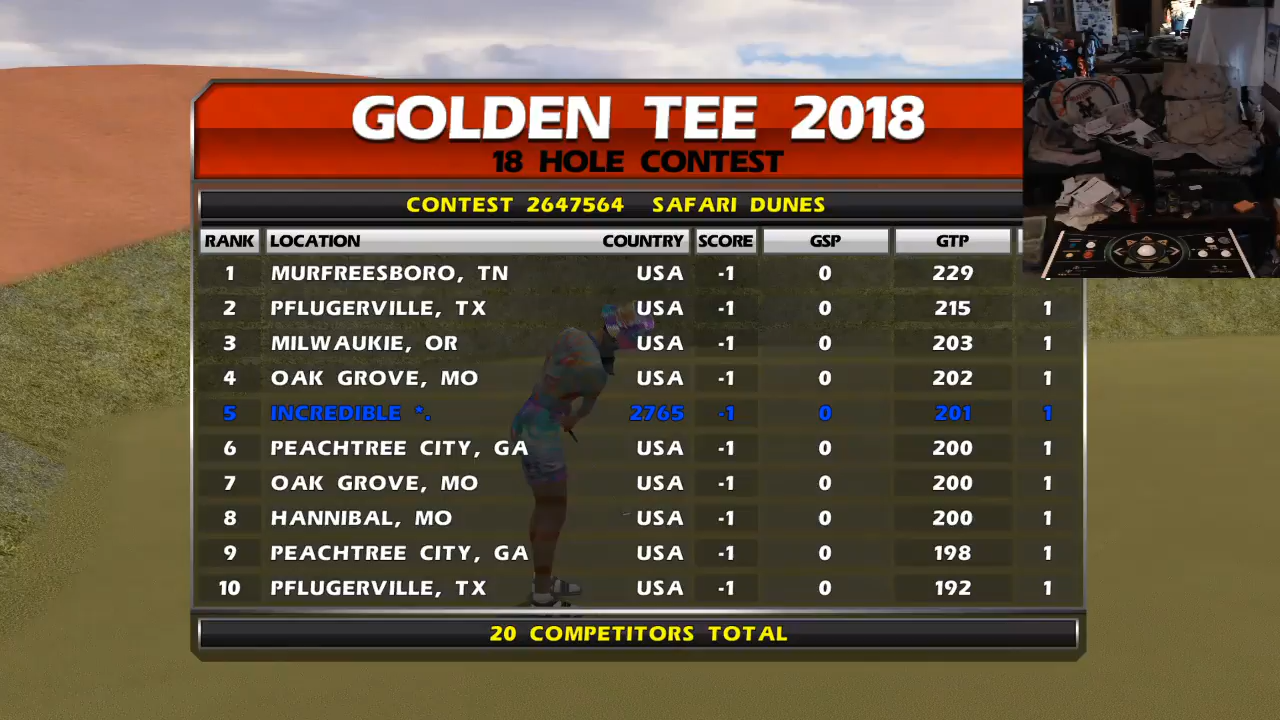 GOLDEN TEE 2018
18 HOLE CONTEST
CONTEST 2647564 SAFARI DUNES
RANK LOCATION COUNTRY SCORE GSP GTP
1 MURFREESBORO, TN USA -1 0 229
2 PFLUGERVILLE, TX USA -1 0 215 1
3 MILWAUKIE, OR USA -1 0 203 1
4 OAK GROVE, MO USA -1 0 202 1
5 INCREDIBLE *. 2765 -1 0 201 1
6 PEACHTREE CITY, GA USA -1 0 200 1
7 OAK GROVE, MO USA -1 0 200 1
8 HANNIBAL, MO USA -1 0 200 1
9 PEACHTREE CITY, GA USA -1 0 198 1
10 PFLUGERVILLE, TX USA -1 0 192 1
20 COMPETITORS TOTAL